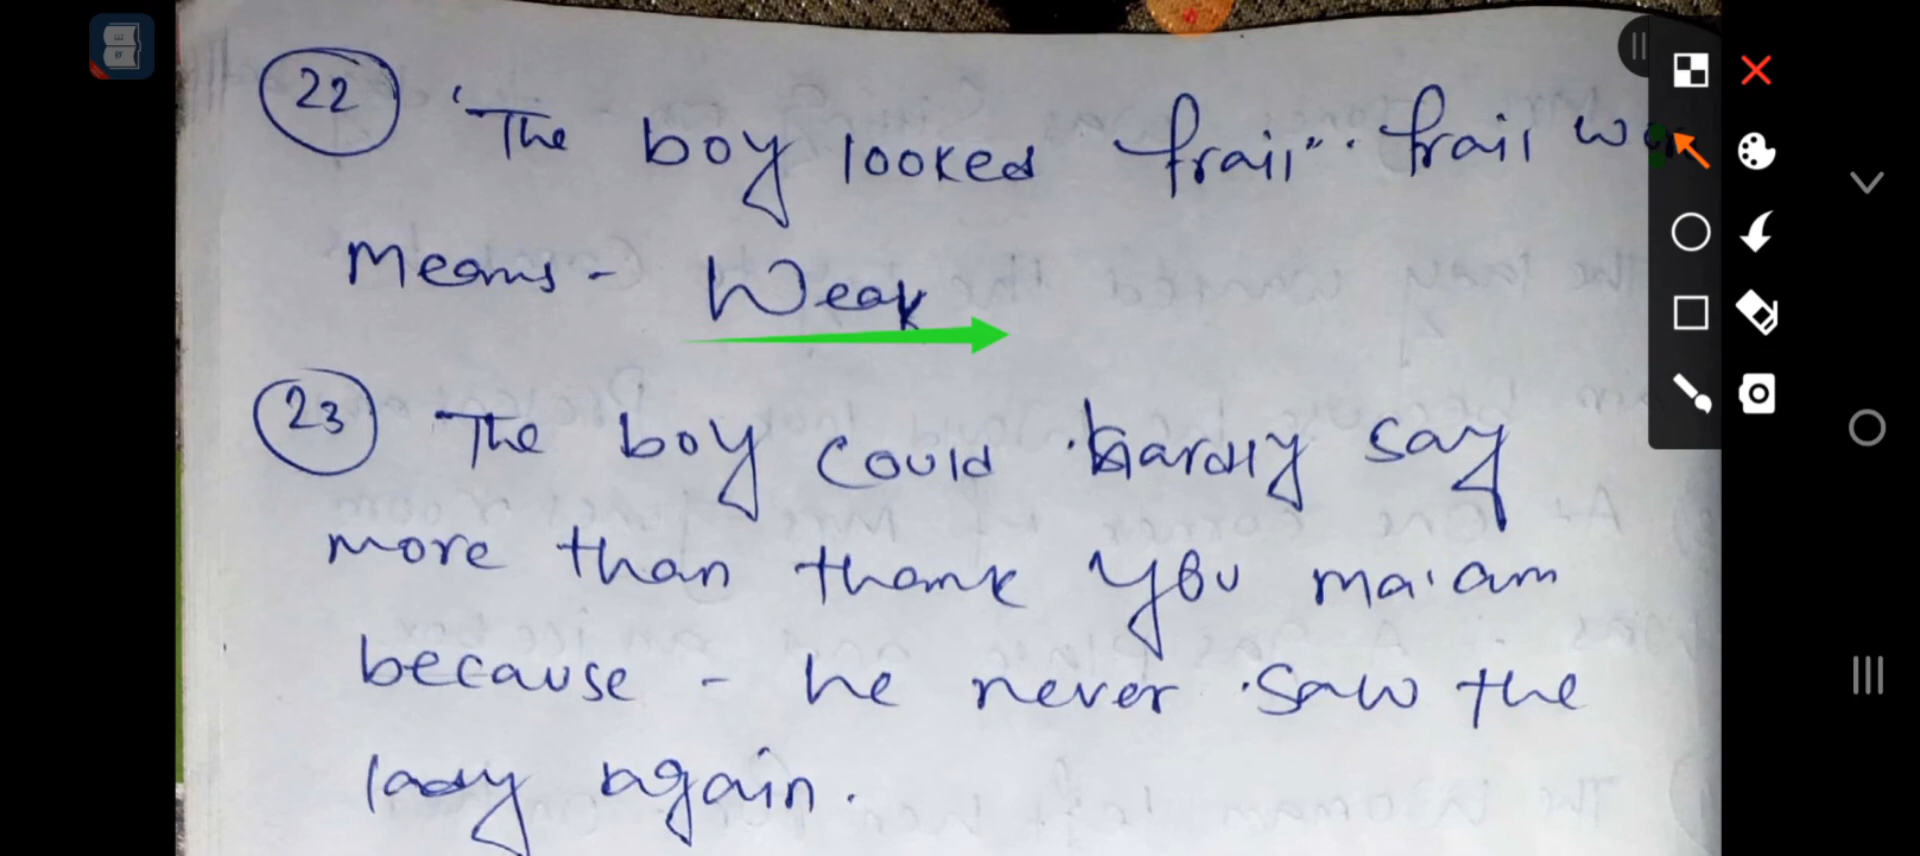 22 'The boy looked frail". frail
Means - Weak
23 The boy could hardly say
more than thank you ma'am
because - he never saw the
lady again.